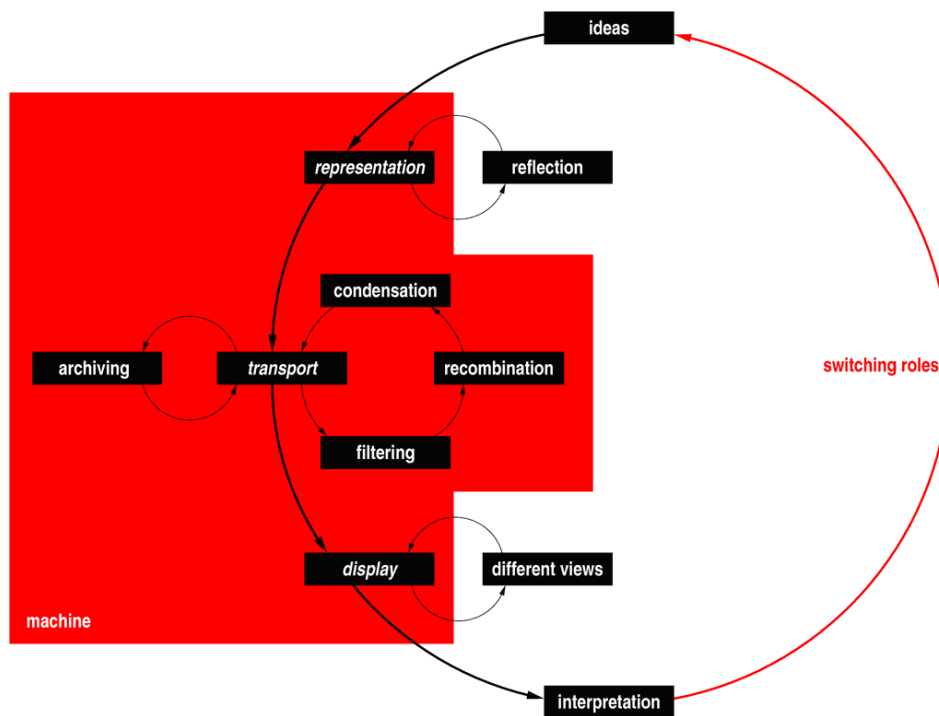 ideas
representation
reflection
condensation
archiving
transport
recombination
switching roles
filtering
display
different views
machine
interpretation